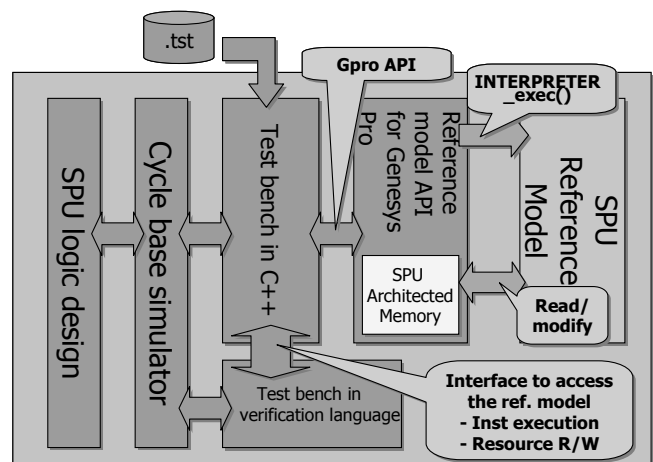 .tst
Gpro API
INTERPRETER
_exec()
SPU logic design
Cycle base simulator
Test bench in C++
Reference
model API
for Genesys
Pro
SPU
Reference
Model
SPU
Architected
Memory
Read/
modify
Test bench in
verification language
Interface to access
the ref. model
- Inst execution
- Resource R/W